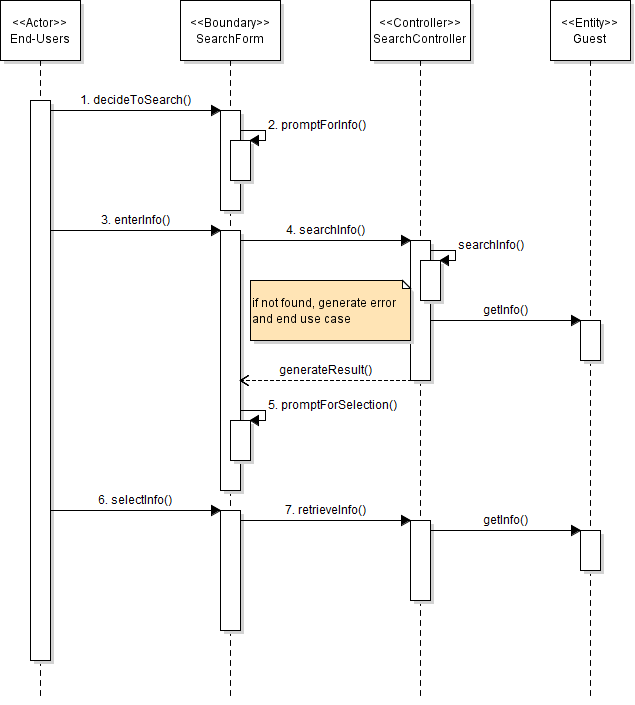 <<Actor>>
End-Users
<<Boundary>>
SearchForm
<<Controller>>
SearchController
<<Entity>>
Guest
1. decideToSearch()
2. promptForInfo()
3. enterInfo()
4. searchInfo()
searchInfo()
if not found, generate error
and end use case
getInfo()
generateResult()
5. promptForSelection()
6. selectInfo()
7. retrieveInfo()
getInfo()